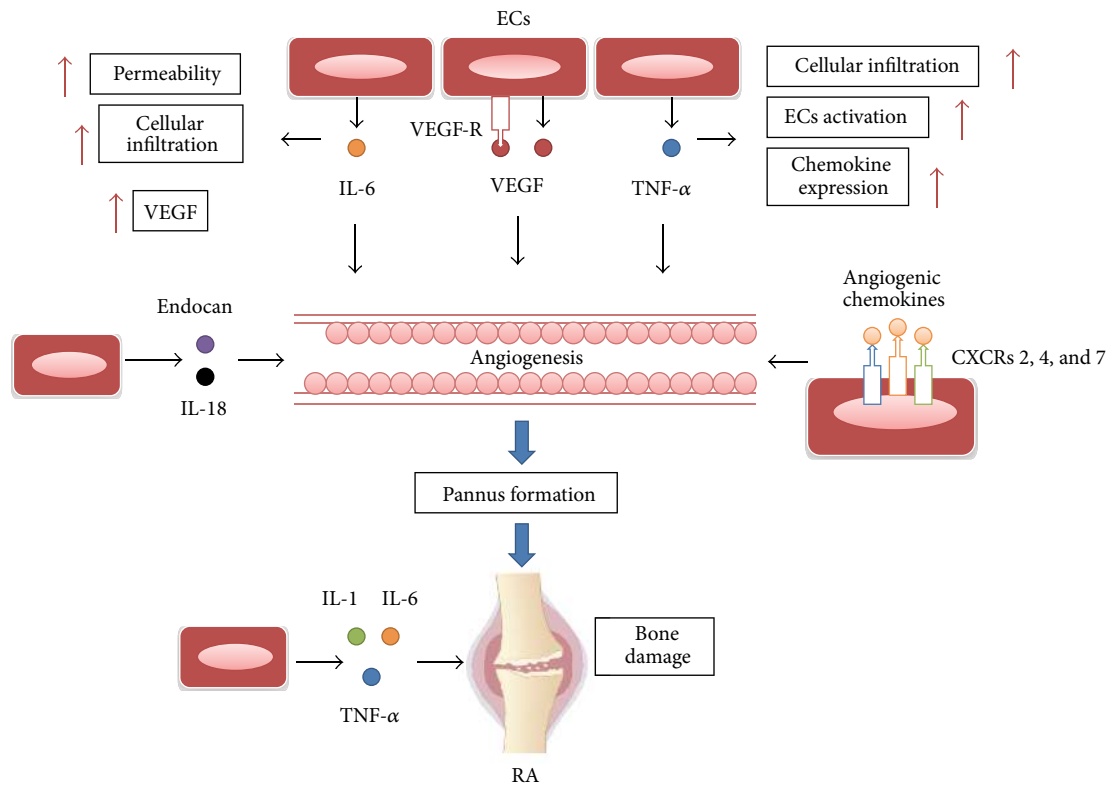 ECs
Permeability
Cellular
infiltration
VEGF
VEGF-R
IL-6
VEGF
TNF-α
Cellular infiltration
ECs activation
Chemokine
expression
Endocan
IL-18
Angiogenesis
Angiogenic
chemokines
CXCRs 2, 4, and 7
Pannus formation
IL-1
IL-6
TNF-α
Bone
damage
RA